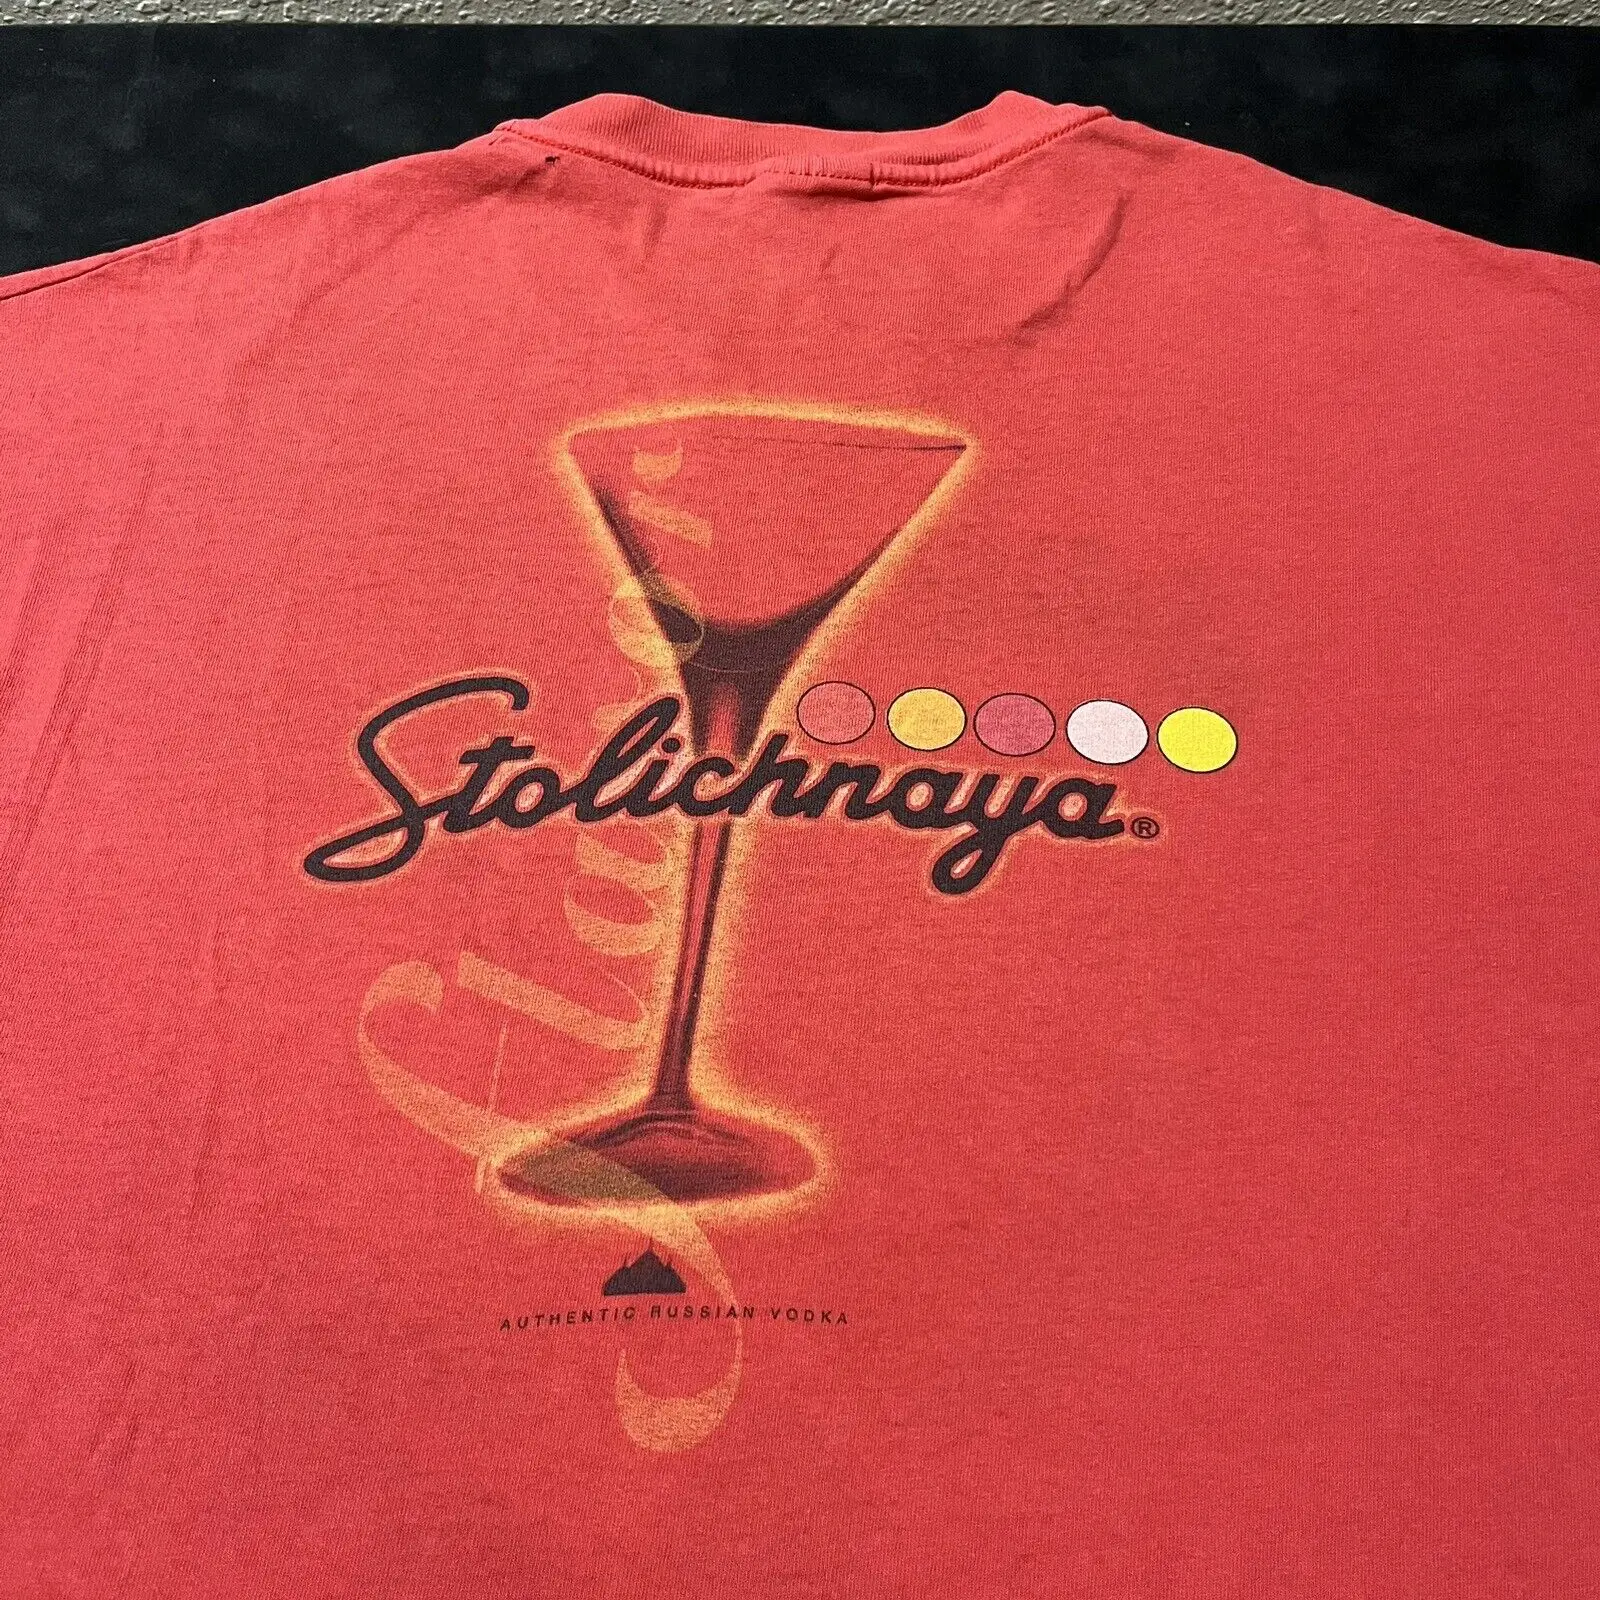 Stolichnaya®
AUTHENTIC RUSSIAN VODKA